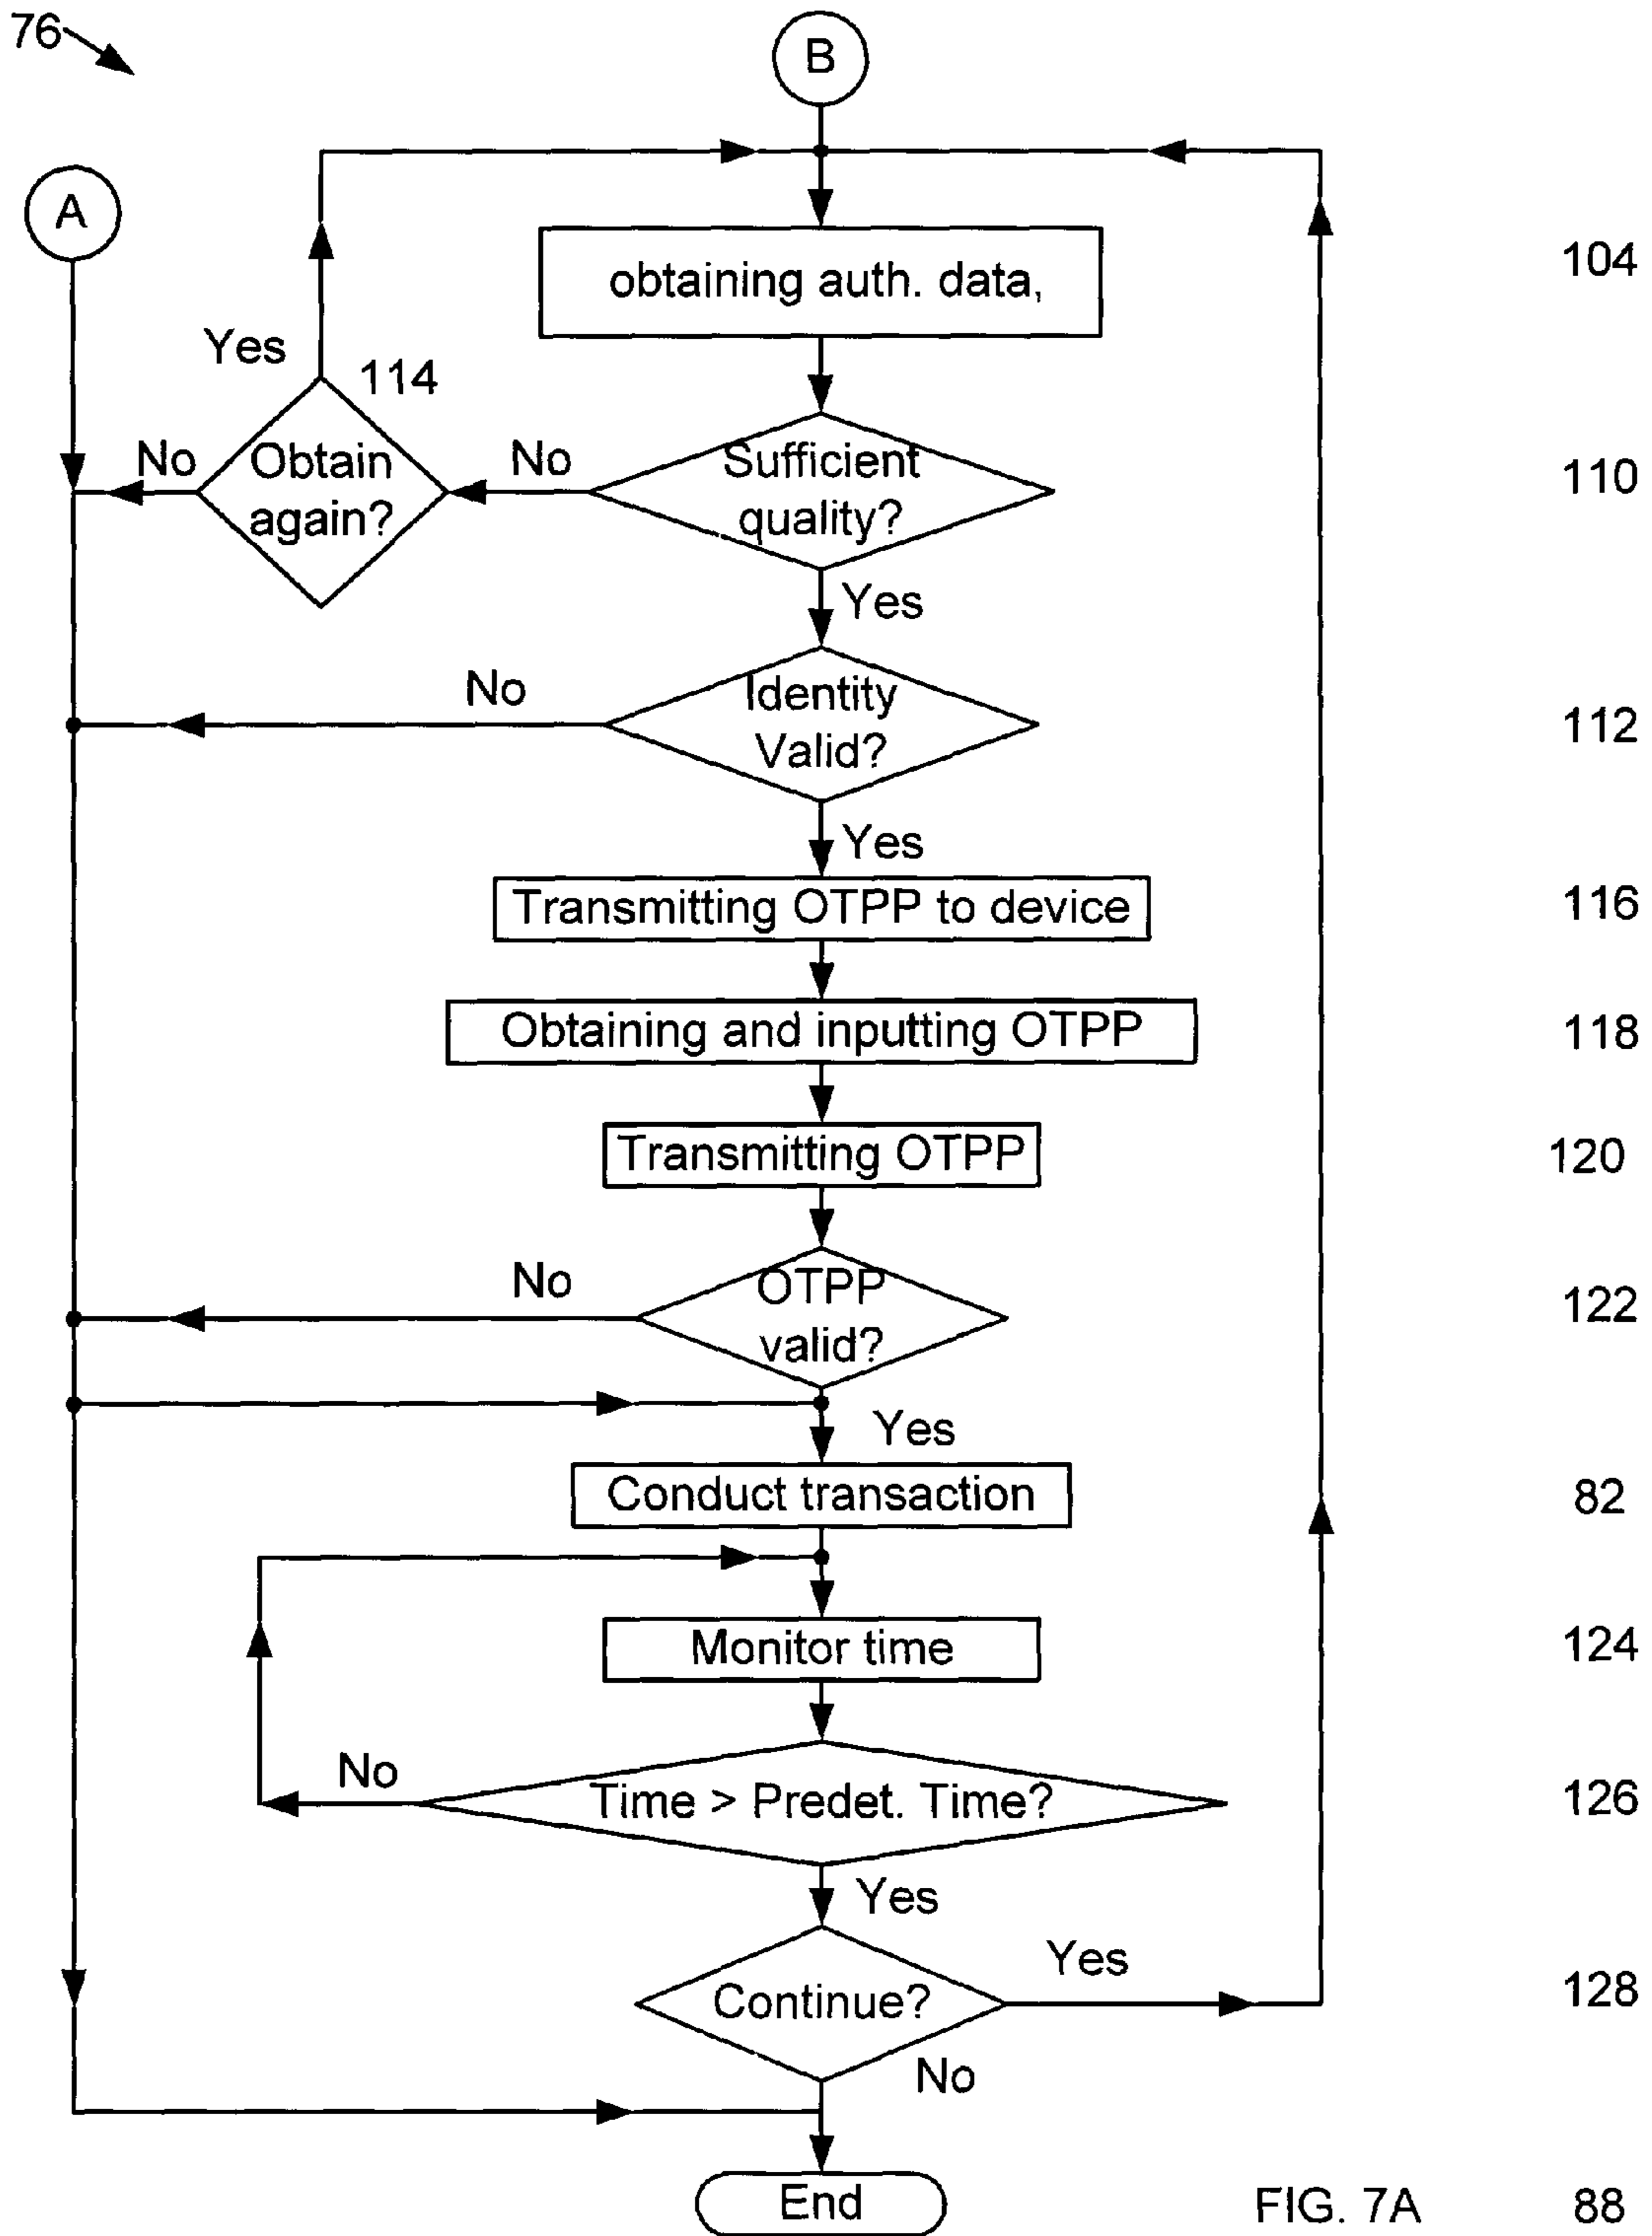 76
B
A
obtaining auth. data,
104
Yes
114
No
Obtain
again?
No
Sufficient
quality?
110
Yes
No
Identity
Valid?
112
Yes
Transmitting OTPP to device
116
Obtaining and inputting OTPP
118
Transmitting OTPP
120
No
OTPP
valid?
122
Yes
Conduct transaction
82
Monitor time
124
No
Time > Predet. Time?
126
Yes
Continue?
Yes
128
No
End
FIG. 7A
88